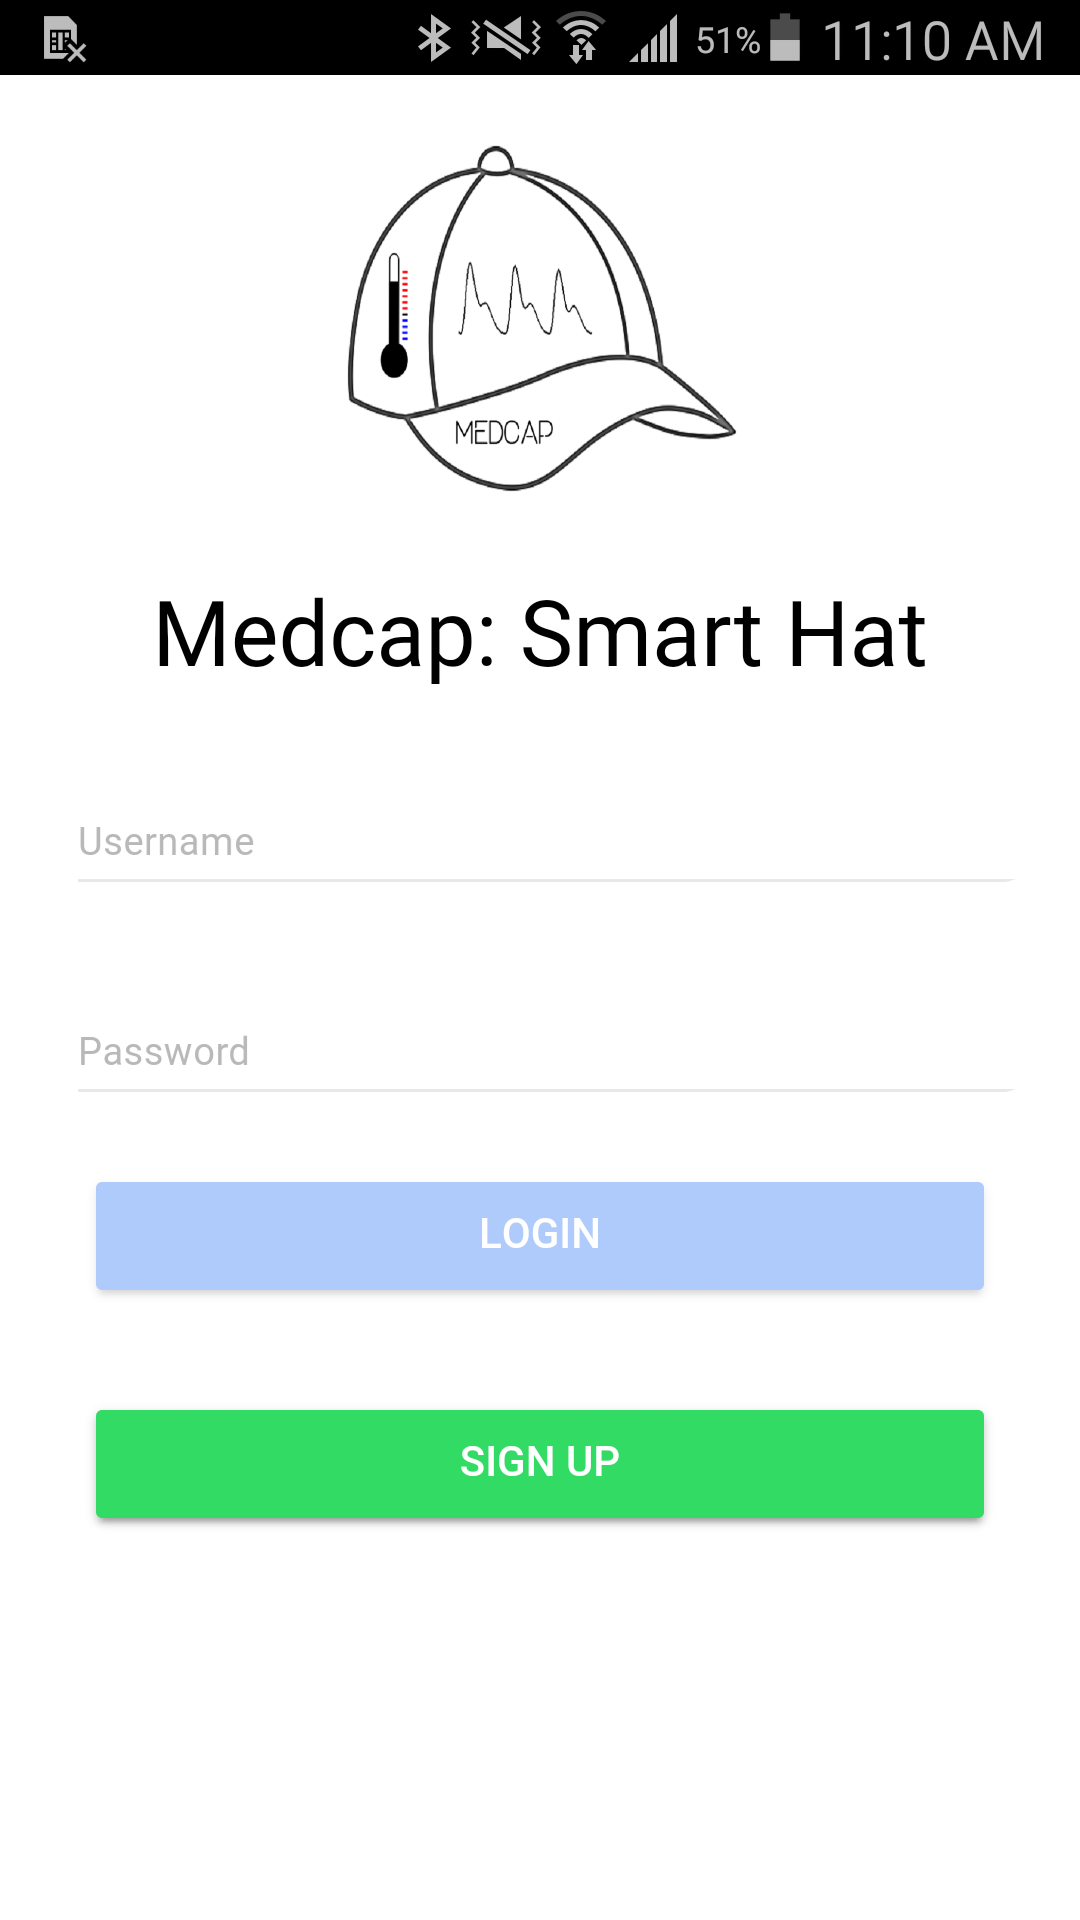 51% 11:10 AM
MEDCAP
Medcap: Smart Hat
Username
Password
LOGIN
SIGN UP